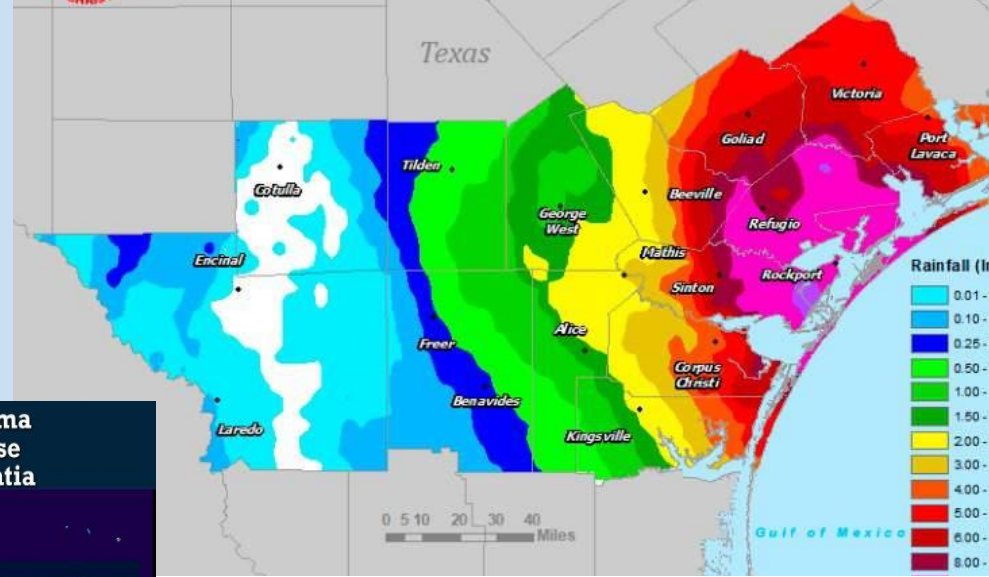 Texas
Victoria
Goliad
Port
Lavaca
Tilden
Cotulla
Beeville
George
West
Refugio
Encinal
Mathis
Rockport
Sinton
Rainfall (In
0.01 -
0.10 -
0.25 -
0.50 -
1.00 -
1.50 -
2.00 -
3.00 -
4.00 -
5.00 -
6.00 -
8.00 -
Freer
Alice
Corpus
Christi
Benavides
Laredo
Kingsville
0 5 10 20 30 40
Miles
Gulf of Mexico